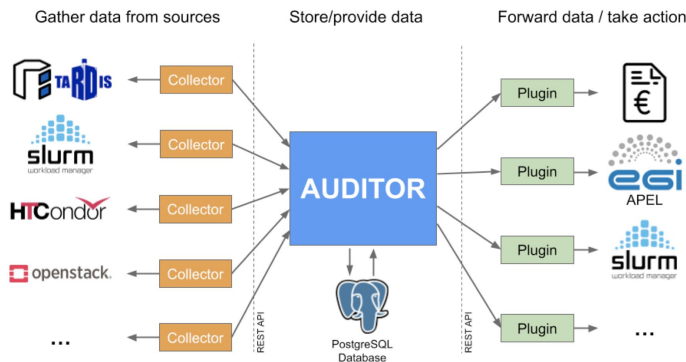 Gather data from sources
Store/provide data
Forward data / take action
TARDIS
Collector
Plugin
€
slurm
workload manager
Collector
AUDITOR
Plugin
egi
APEL
HTCondor
Collector
Plugin
slurm
workload manager
openstack.
Collector
PostgreSQL
Database
...
Collector
REST API
REST API
Plugin
...